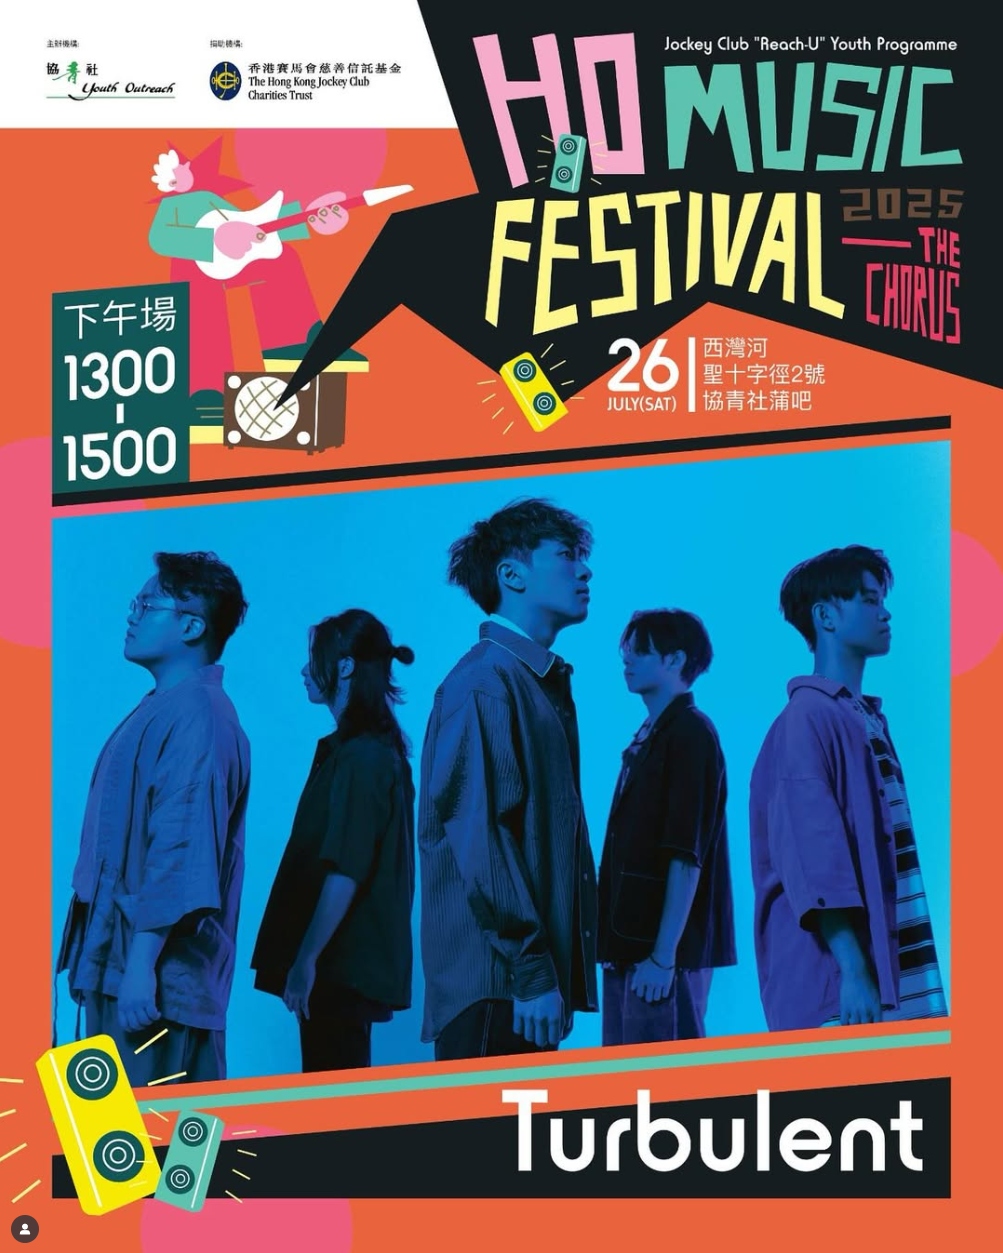 主辦機構:
協青社
Youth Outreach
捐助機構:
香港賽馬會慈善信託基金
The Hong Kong Jockey Club
Charities Trust
Jockey Club "Reach-U" Youth Programme
HO MUSIC
FESTIVAL 2025
THE
CHORUS
下午場
1300
-
1500
26
JULY(SAT)
西灣河
聖十字徑2號
協青社蒲吧
Turbulent